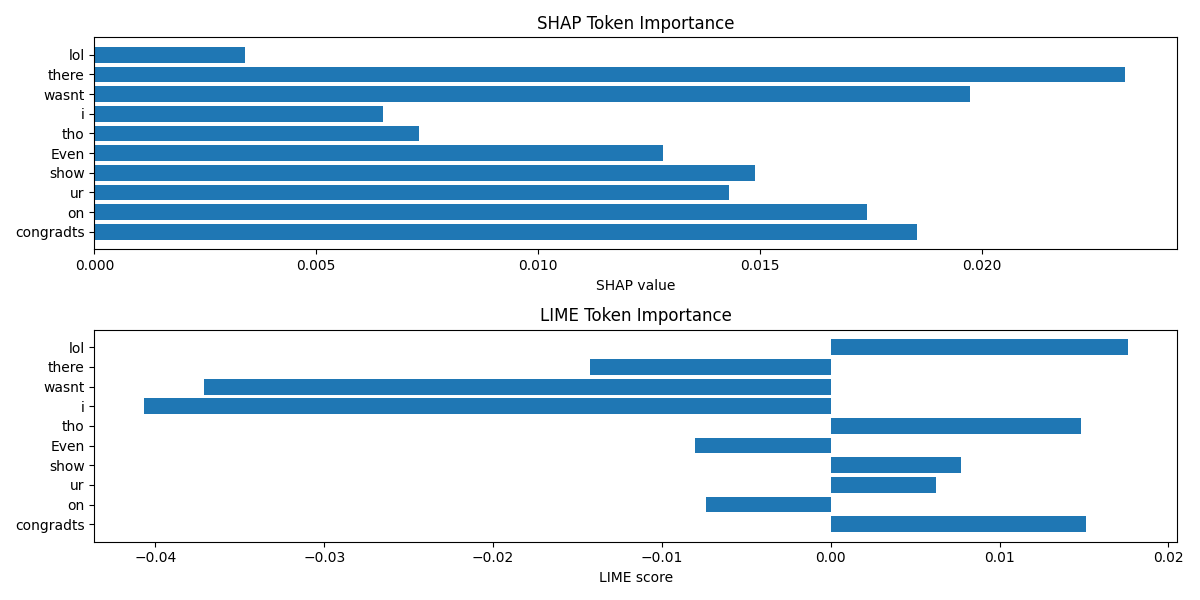 SHAP Token Importance
lol
there
wasnt
i
tho
Even
show
ur
on
congradts
0.000 0.005 0.010 0.015 0.020
SHAP value
LIME Token Importance
lol
there
wasnt
i
tho
Even
show
ur
on
congradts
−0.04 −0.03 −0.02 −0.01 0.00 0.01 0.02
LIME score